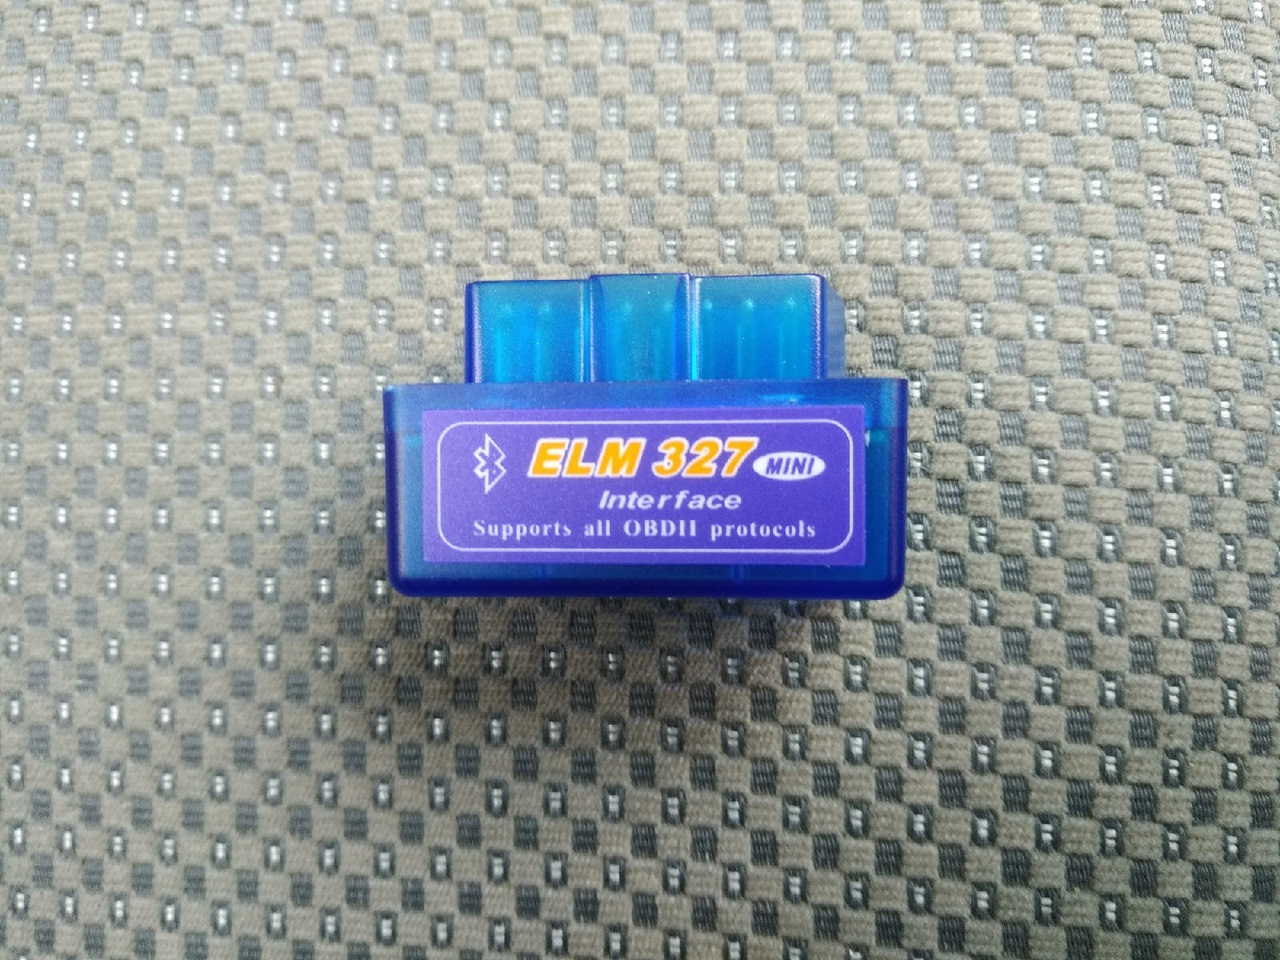 ELM 327 MINI
Interface
Supports all OBDII protocols